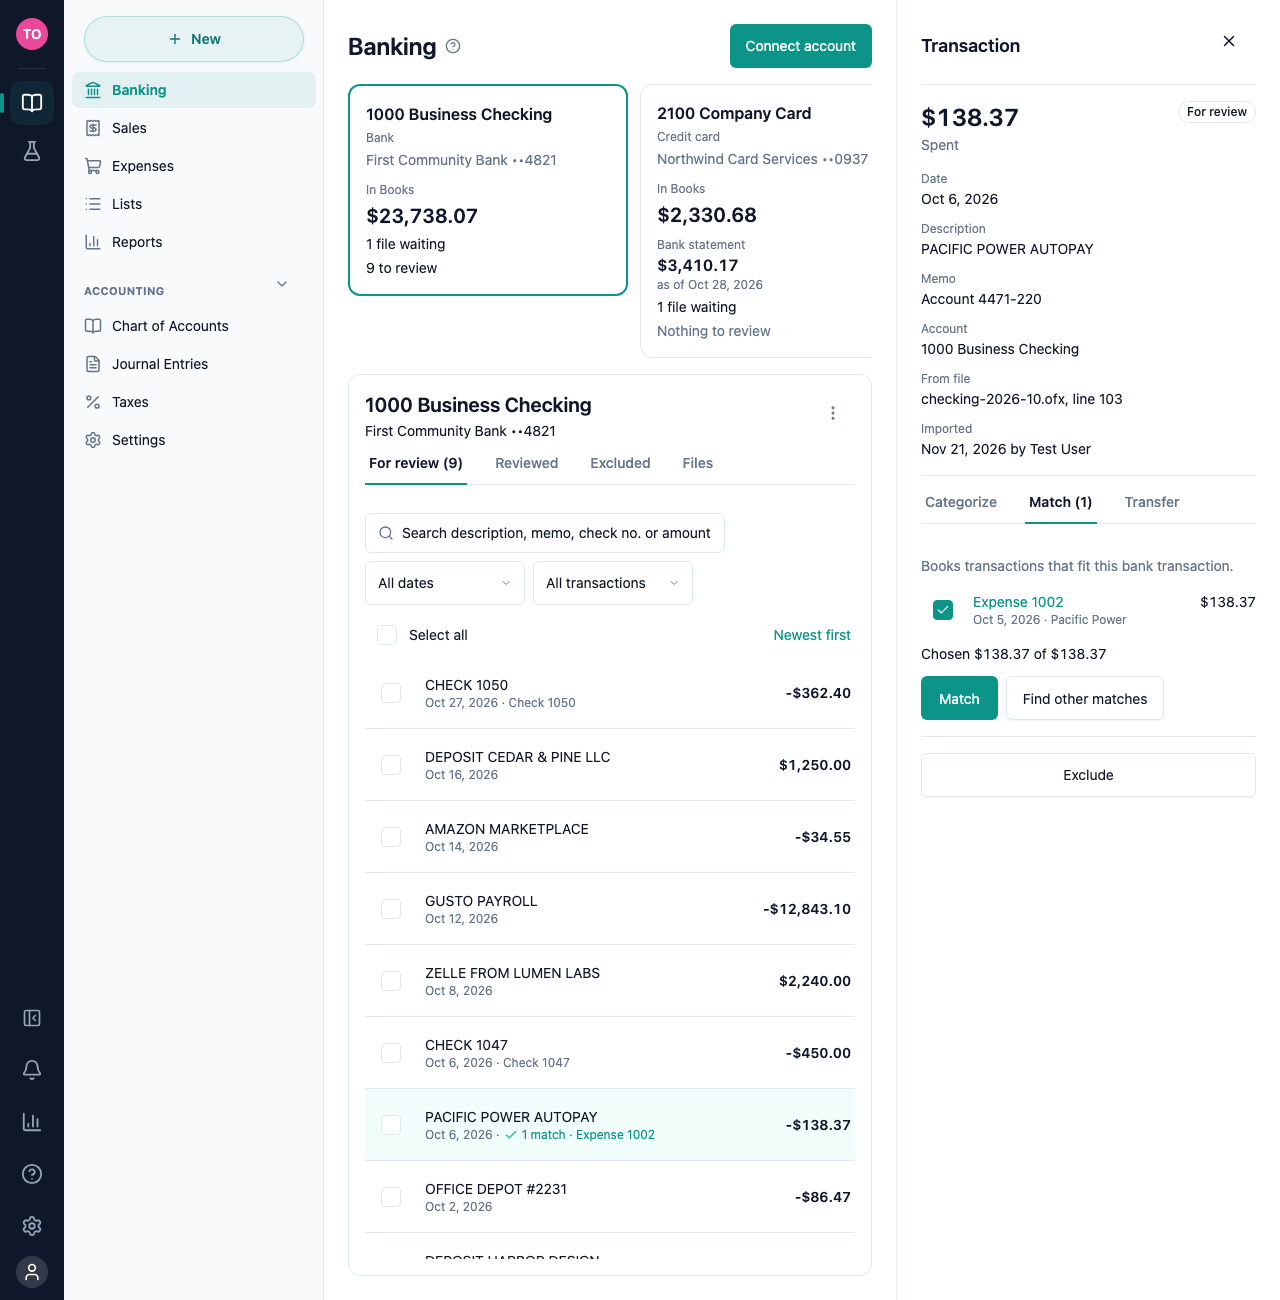 TO
New
Banking
Sales
Expenses
Lists
Reports
ACCOUNTING
Chart of Accounts
Journal Entries
Taxes
Settings
Banking
Connect account
1000 Business Checking
Bank
First Community Bank ••4821
In Books
$23,738.07
1 file waiting
9 to review
2100 Company Card
Credit card
Northwind Card Services ••0937
In Books
$2,330.68
Bank statement
$3,410.17
as of Oct 28, 2026
1 file waiting
Nothing to review
1000 Business Checking
First Community Bank ••4821
For review (9)
Reviewed
Excluded
Files
Search description, memo, check no. or amount
All dates
All transactions
Select all
Newest first
CHECK 1050
Oct 27, 2026 · Check 1050
-$362.40
DEPOSIT CEDAR & PINE LLC
Oct 16, 2026
$1,250.00
AMAZON MARKETPLACE
Oct 14, 2026
-$34.55
GUSTO PAYROLL
Oct 12, 2026
-$12,843.10
ZELLE FROM LUMEN LABS
Oct 8, 2026
$2,240.00
CHECK 1047
Oct 6, 2026 · Check 1047
-$450.00
PACIFIC POWER AUTOPAY
Oct 6, 2026 · 1 match · Expense 1002
-$138.37
OFFICE DEPOT #2231
Oct 2, 2026
-$86.47
DEPOSIT HARBOR DESIGN
Transaction
$138.37
For review
Spent
Date
Oct 6, 2026
Description
PACIFIC POWER AUTOPAY
Memo
Account 4471-220
Account
1000 Business Checking
From file
checking-2026-10.ofx, line 103
Imported
Nov 21, 2026 by Test User
Categorize
Match (1)
Transfer
Books transactions that fit this bank transaction.
Expense 1002
$138.37
Oct 5, 2026 · Pacific Power
Chosen $138.37 of $138.37
Match
Find other matches
Exclude